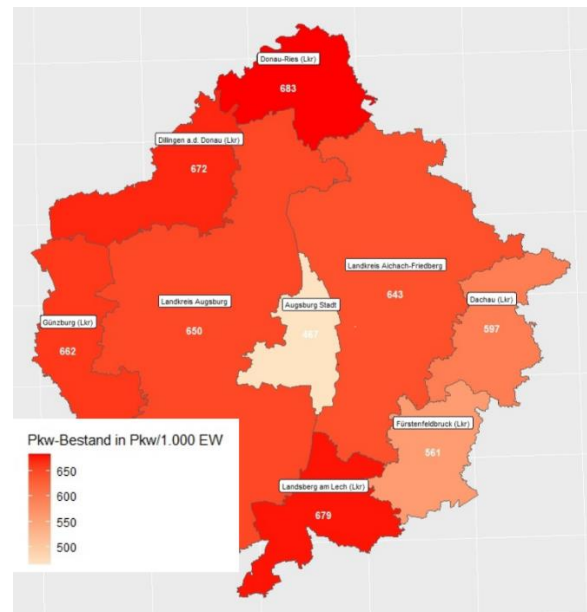 Donau-Ries (Lkr)
683
Dillingen a.d. Donau (Lkr)
672
Landkreis Aichach-Friedberg
643
Landkreis Augsburg
650
Augsburg Stadt
467
Dachau (Lkr)
597
Günzburg (Lkr)
662
Fürstenfeldbruck (Lkr)
561
Landsberg am Lech (Lkr)
679
Pkw-Bestand in Pkw/1.000 EW
650
600
550
500